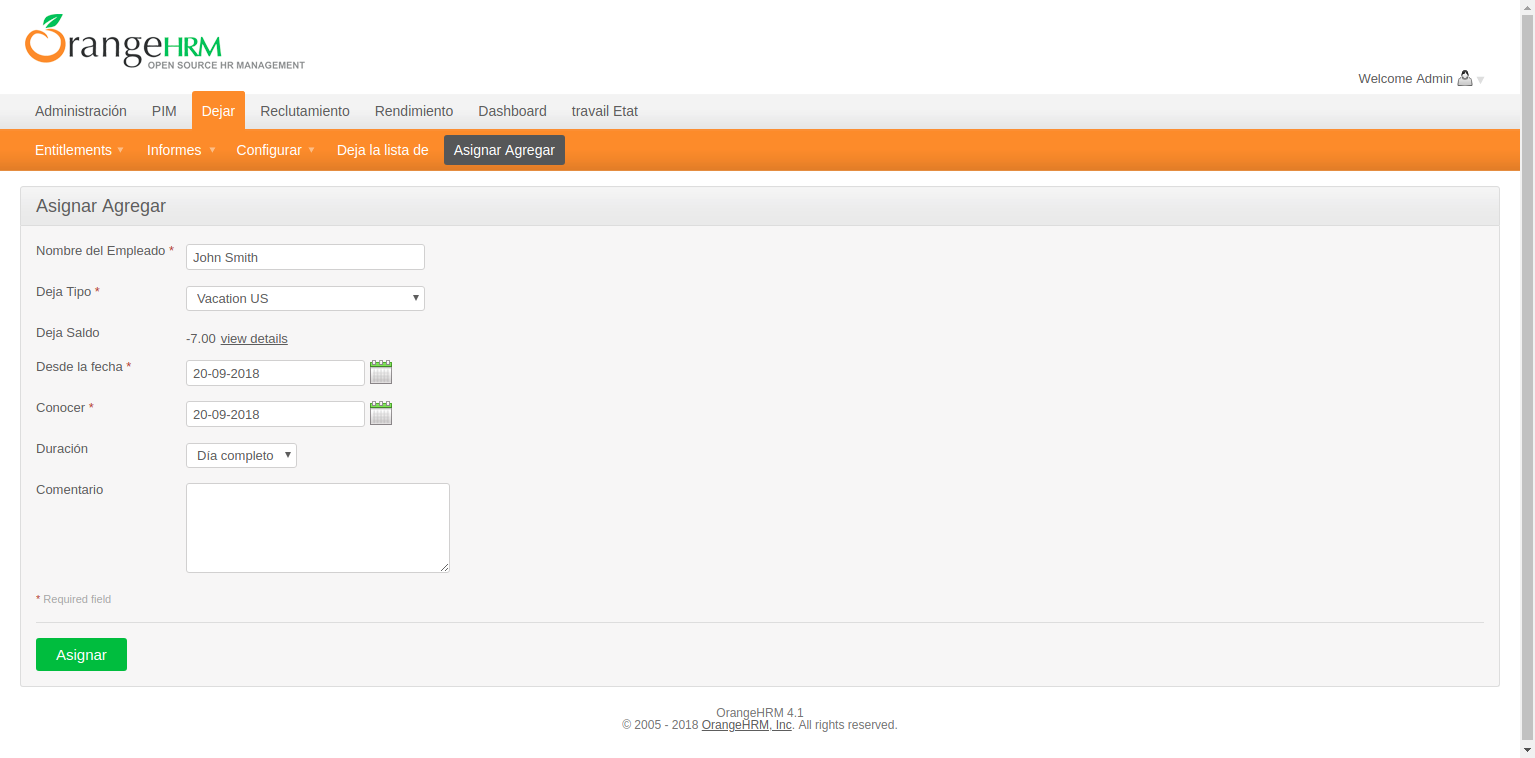 OrangeHRM
OPEN SOURCE HR MANAGEMENT
Welcome Admin
Administración PIM Dejar Reclutamiento Rendimiento Dashboard travail Etat
Entitlements Informes Configurar Deja la lista de Asignar Agregar
Asignar Agregar
Nombre del Empleado * John Smith
Deja Tipo * Vacation US
Deja Saldo -7.00 view details
Desde la fecha * 20-09-2018
Conocer * 20-09-2018
Duración Día completo
Comentario
* Required field
Asignar
OrangeHRM 4.1
© 2005 - 2018 OrangeHRM, Inc. All rights reserved.